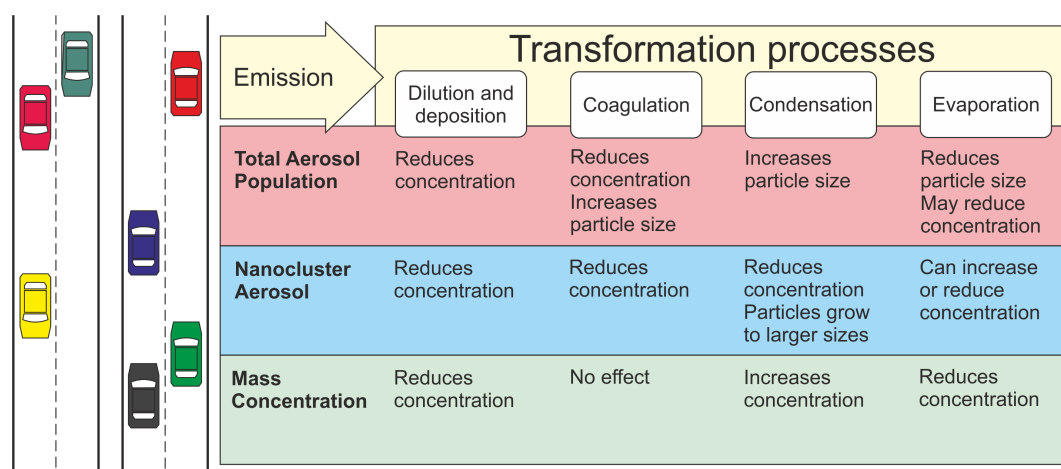 Transformation processes
Emission
Dilution and
deposition
Coagulation
Condensation
Evaporation
Total Aerosol
Population
Reduces
concentration
Reduces
concentration
Increases
particle size
Increases
particle size
Reduces
particle size
May reduce
concentration
Nanocluster
Aerosol
Reduces
concentration
Reduces
concentration
Reduces
concentration
Particles grow
to larger sizes
Can increase
or reduce
concentration
Mass
Concentration
Reduces
concentration
No effect
Increases
concentration
Reduces
concentration